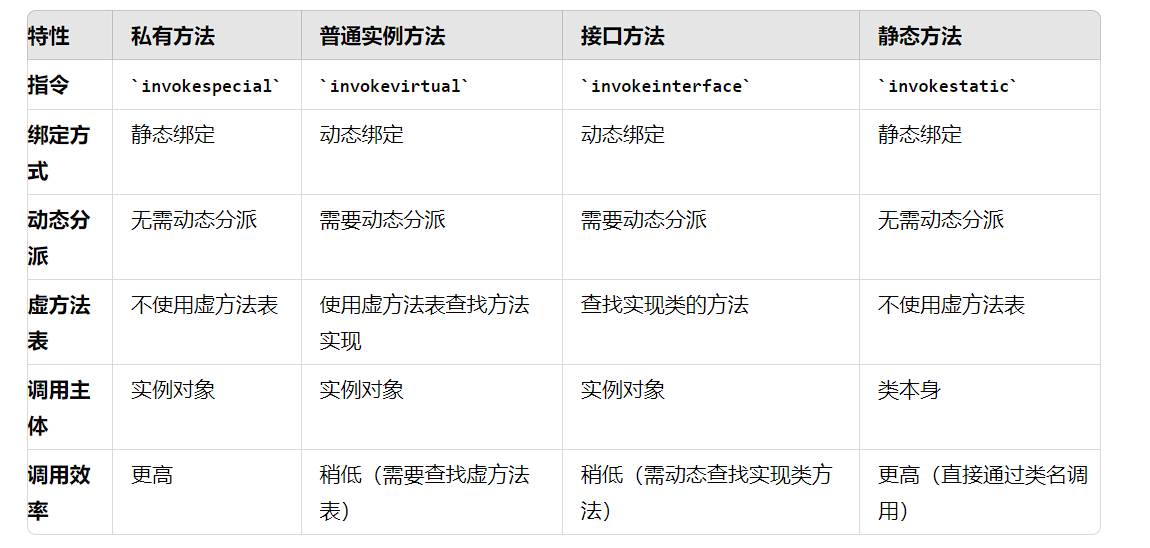 特性 私有方法 普通实例方法 接口方法 静态方法
指令 `invokespecial` `invokevirtual` `invokeinterface` `invokestatic`
绑定方 静态绑定 动态绑定 动态绑定 静态绑定
式
动态分 无需动态分派 需要动态分派 需要动态分派 无需动态分派
派
虚方法 不使用虚方法表 使用虚方法表查找方法 查找实现类的方法 不使用虚方法表
表 实现
调用主 实例对象 实例对象 实例对象 类本身
体
调用效 更高 稍低（需要查找虚方法 稍低（需动态查找实现类方 更高（直接通过类名调
率 表） 法） 用）